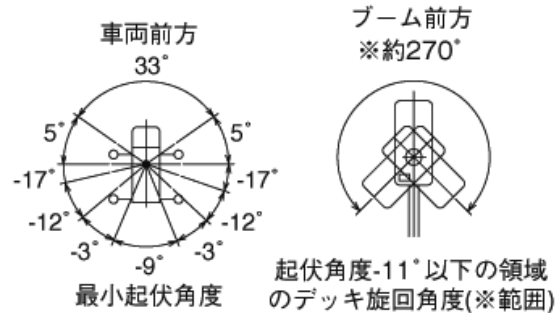 車両前方
33°
5°
5°
-17°
-17°
-12°
-12°
-3°
-3°
-9°
最小起伏角度
ブーム前方
※約270°
起伏角度-11°以下の領域
のデッキ旋回角度(※範囲)